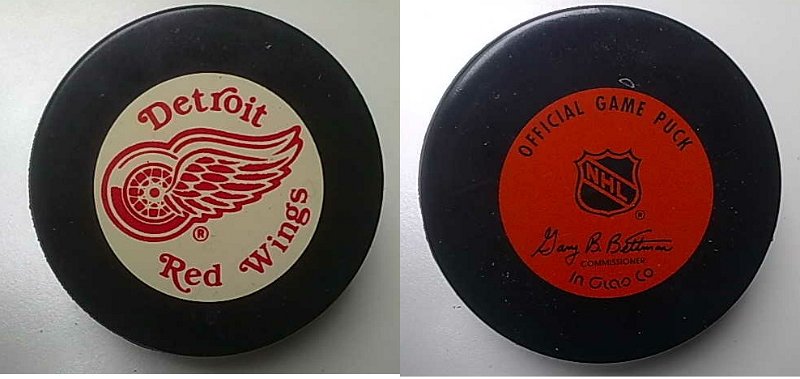 Detroit
®
Red Wings
OFFICIAL GAME PUCK
NHL
®
Gary B. Bettman
COMMISSIONER
In Glas Co